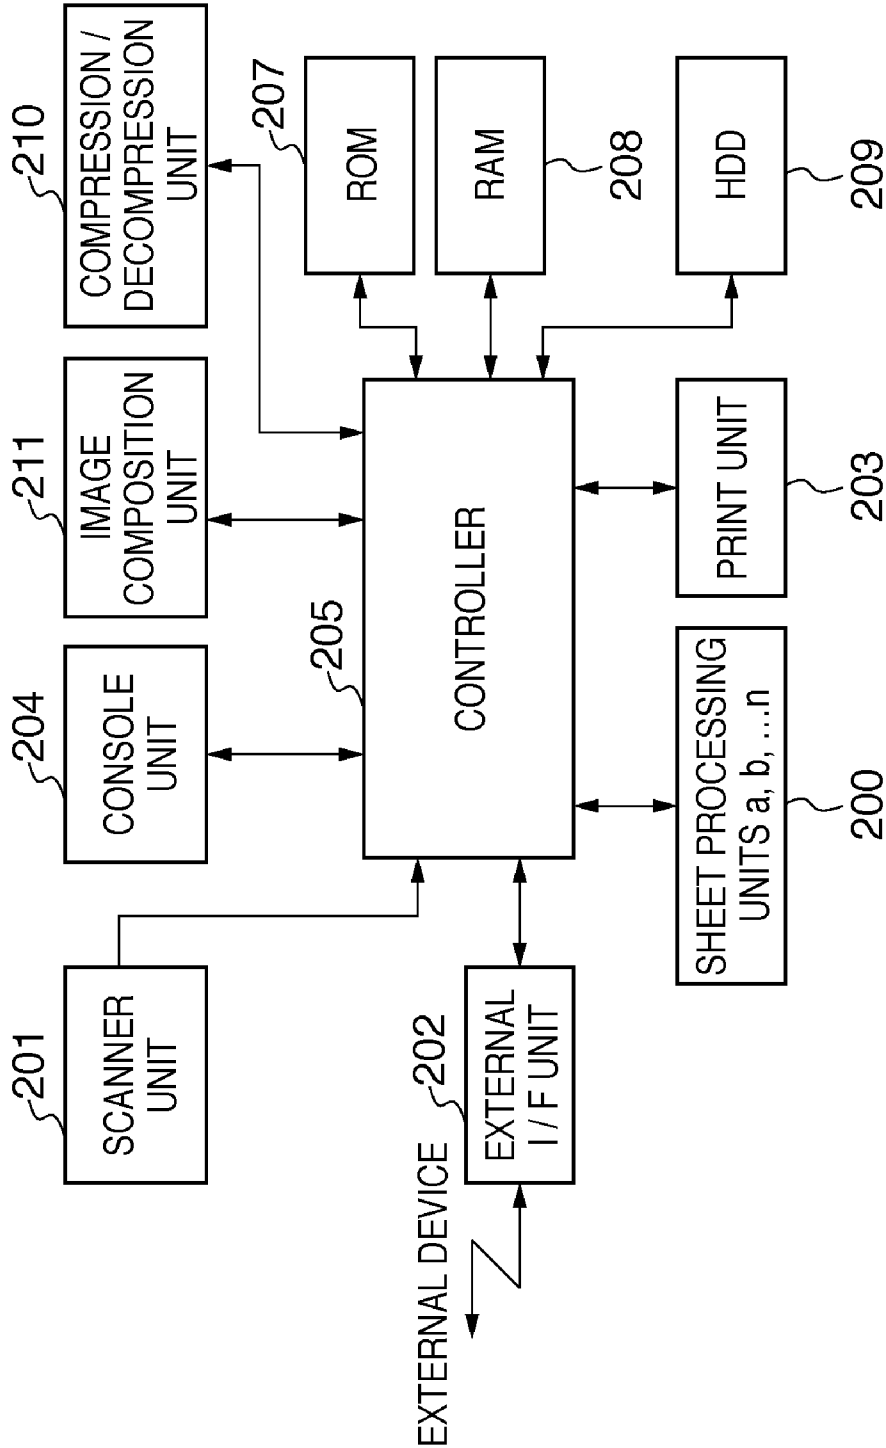 201
SCANNER
UNIT
204
CONSOLE
UNIT
211
IMAGE
COMPOSITION
UNIT
210
COMPRESSION /
DECOMPRESSION
UNIT
EXTERNAL DEVICE
202
EXTERNAL
I / F UNIT
205
CONTROLLER
207
ROM
RAM
208
SHEET PROCESSING
UNITS a, b, ...n
200
PRINT UNIT
203
HDD
209